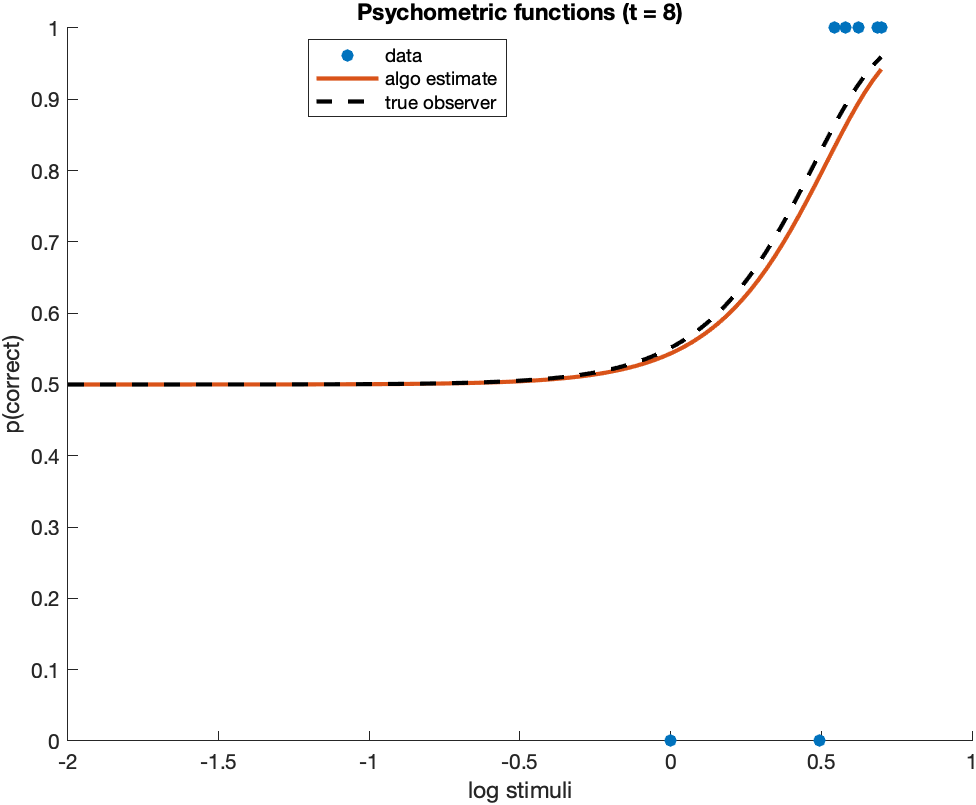 Psychometric functions (t = 8)
data
algo estimate
true observer
1
0.9
0.8
0.7
0.6
0.5
0.4
0.3
0.2
0.1
0
p(correct)
-2 -1.5 -1 -0.5 0 0.5 1
log stimuli